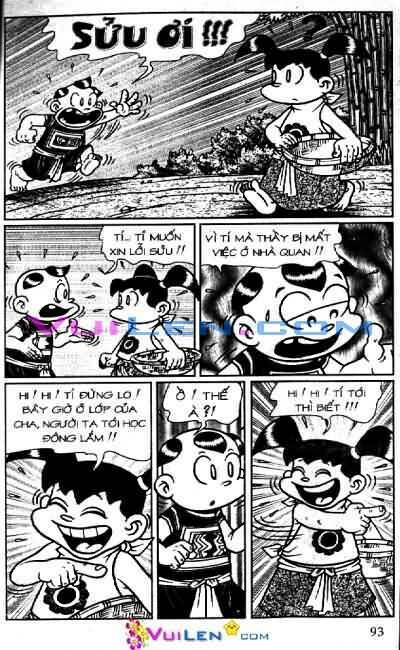 SỬU ƠI !!!
?
TÍ... TÍ MUỐN
XIN LỖI SỬU !!
VÌ TÍ MÀ THẦY BỊ MẤT
VIỆC Ở NHÀ QUAN !!
VuiLen.com
HI ! HI ! TÍ ĐỪNG LO !
BÂY GIỜ Ở LỚP CỦA
CHA, NGƯỜI TA TỚI HỌC
ĐÔNG LẮM !!
Ồ ! THẾ
À ?!
HI ! HI ! TÍ TỚI
THÌ BIẾT !!!
93
VuiLen.com